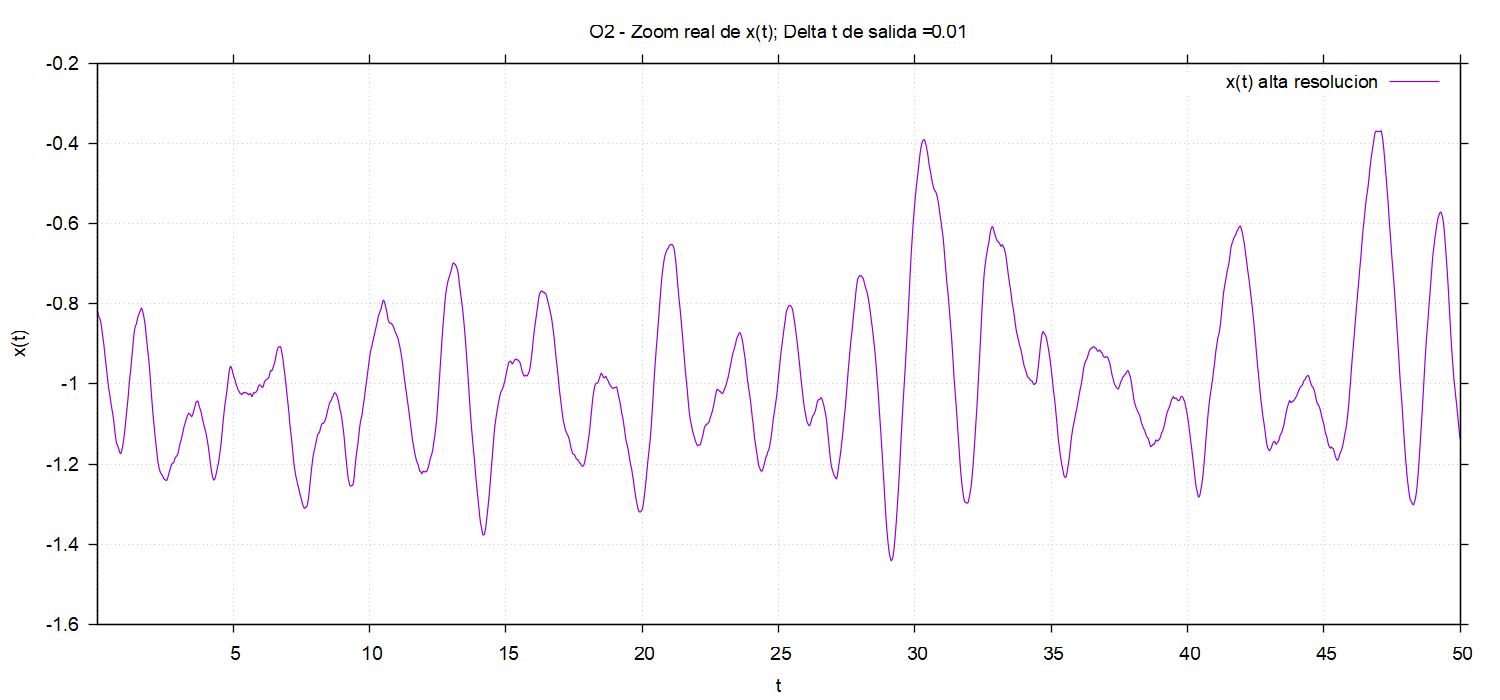 O2 - Zoom real de x(t); Delta t de salida =0.01
-0.2
x(t) alta resolucion
-0.4
-0.6
-0.8
x(t)
-1
-1.2
-1.4
-1.6
5 10 15 20 25 30 35 40 45 50
t